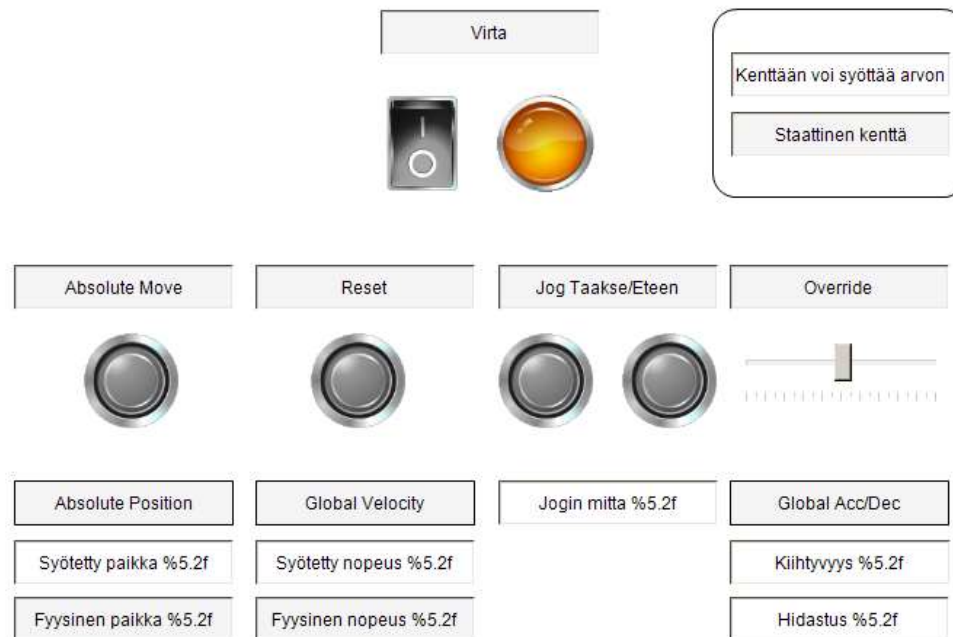 Virta
Kenttään voi syöttää arvon
Staattinen kenttä
Absolute Move
Reset
Jog Taakse/Eteen
Override
Absolute Position
Global Velocity
Jogin mitta %5.2f
Global Acc/Dec
Syötetty paikka %5.2f
Syötetty nopeus %5.2f
Kiihtyvyys %5.2f
Fyysinen paikka %5.2f
Fyysinen nopeus %5.2f
Hidastus %5.2f